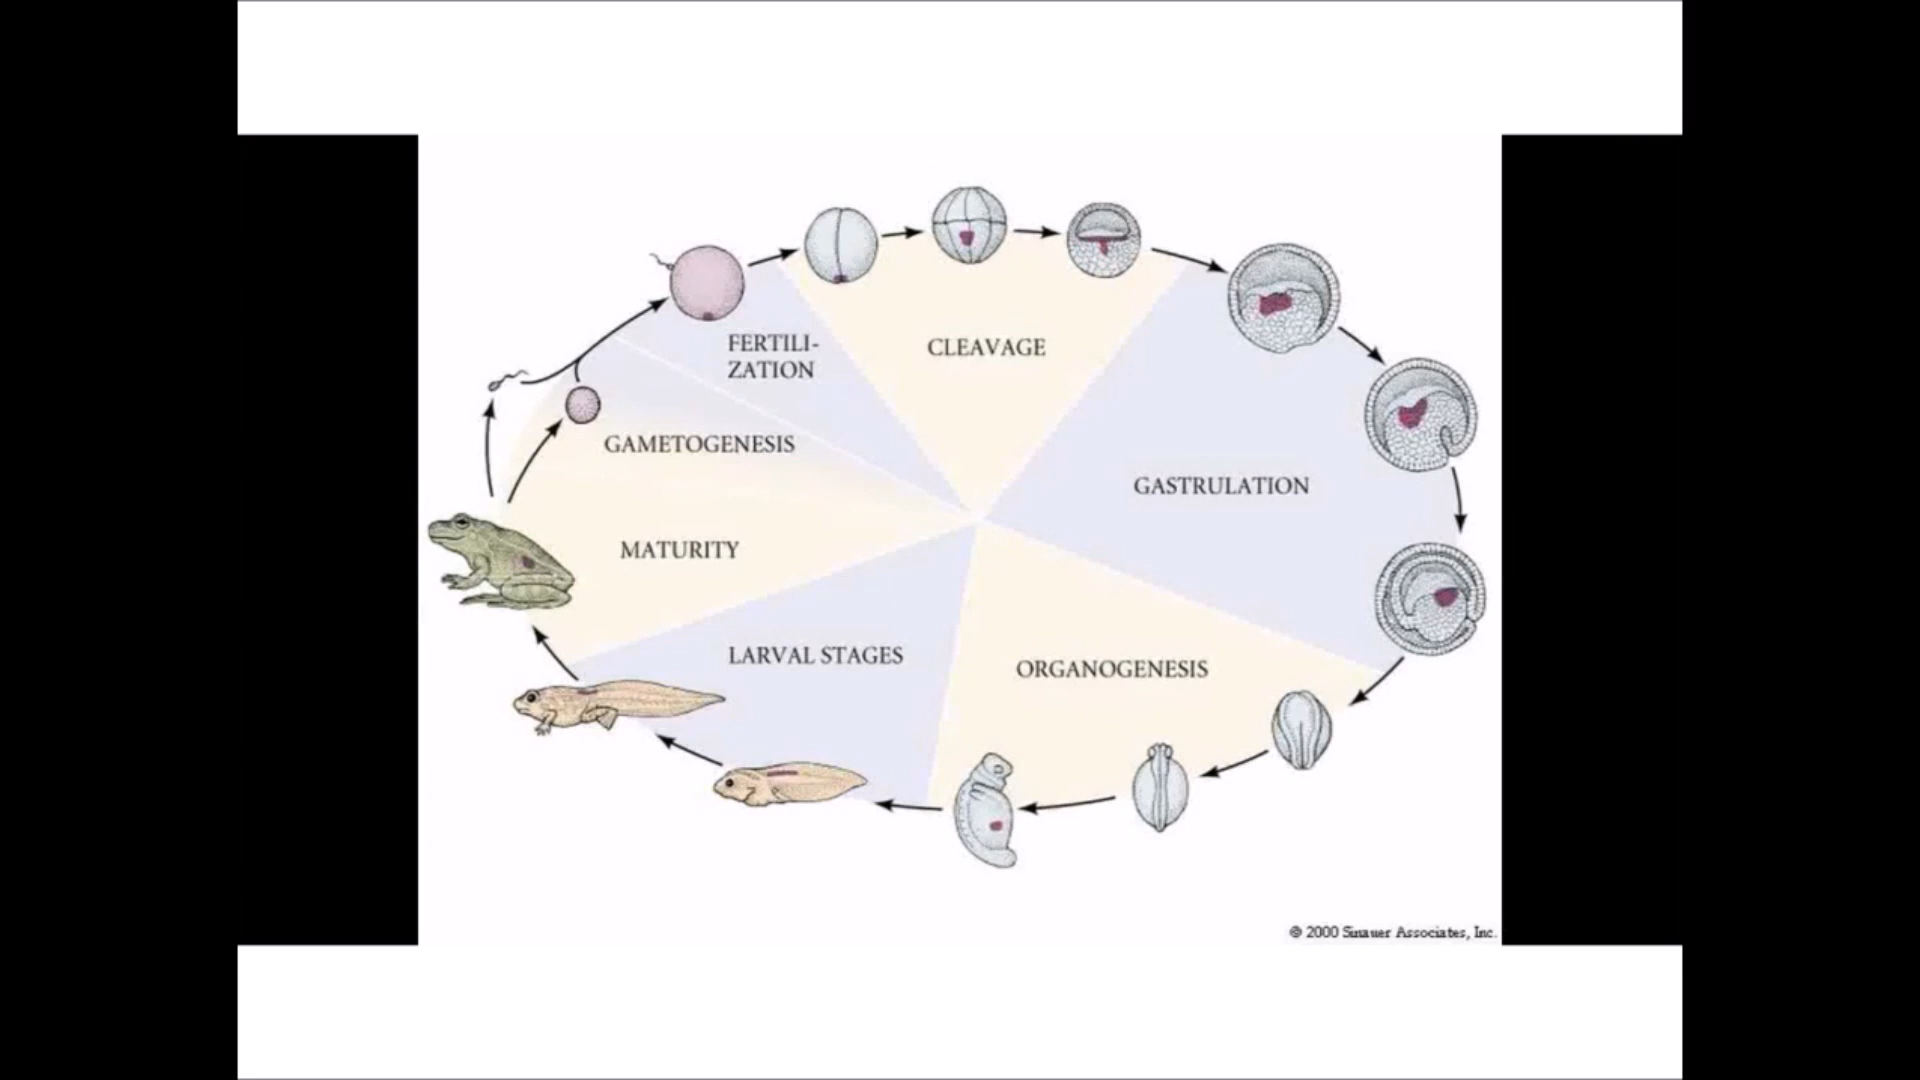 FERTILI-
ZATION
CLEAVAGE
GASTRULATION
GAMETOGENESIS
MATURITY
LARVAL STAGES
ORGANOGENESIS
© 2000 Sinauer Associates, Inc.